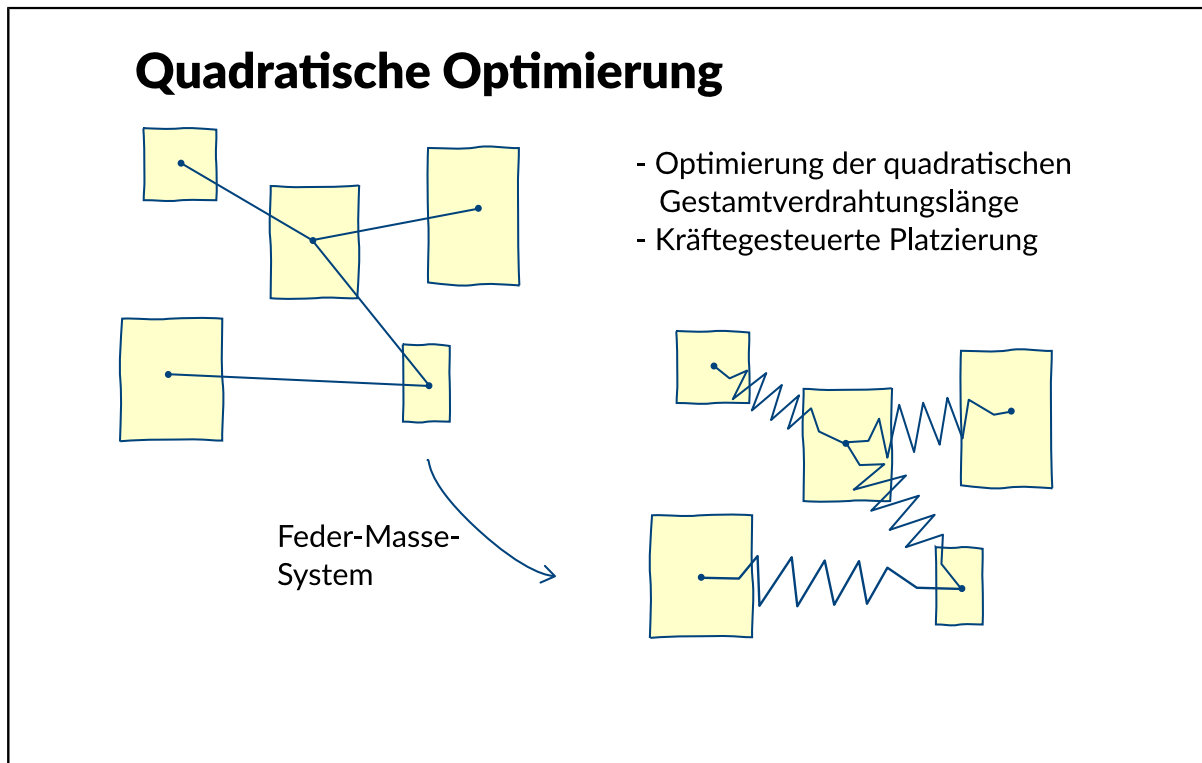 Quadratische Optimierung
- Optimierung der quadratischen
Gestamtverdrahtungslänge
- Kräftegesteuerte Platzierung
Feder-Masse-
System